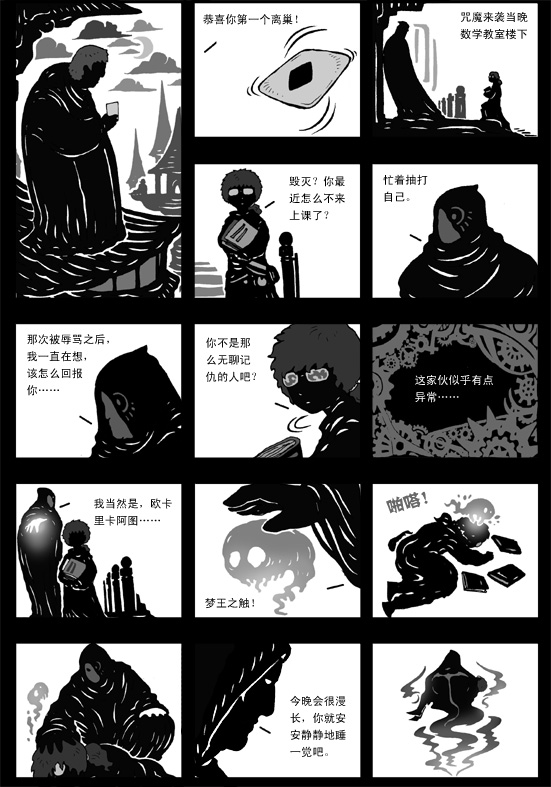 恭喜你第一个离巢!
咒魔来袭当晚
数学教室楼下
毁灭？你最
近怎么不来
上课了？
忙着抽打
自己。
那次被辱骂之后，
我一直在想，
该怎么回报
你……
你不是那
么无聊记
仇的人吧？
这家伙似乎有点
异常……
我当然是，欧卡
里卡阿图……
梦王之触！
啪嗒！
今晚会很漫
长，你就安
安静静地睡
一觉吧。